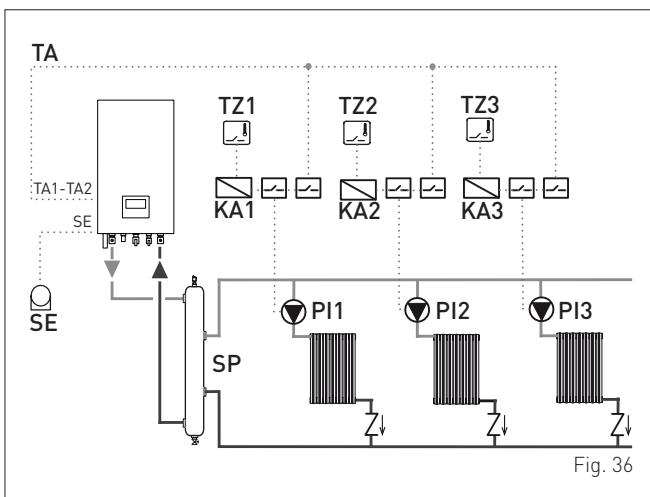 TA
TZ1 TZ2 TZ3
TA1-TA2
KA1 KA2 KA3
SE
SE
PI1 PI2 PI3
SP
Fig. 36